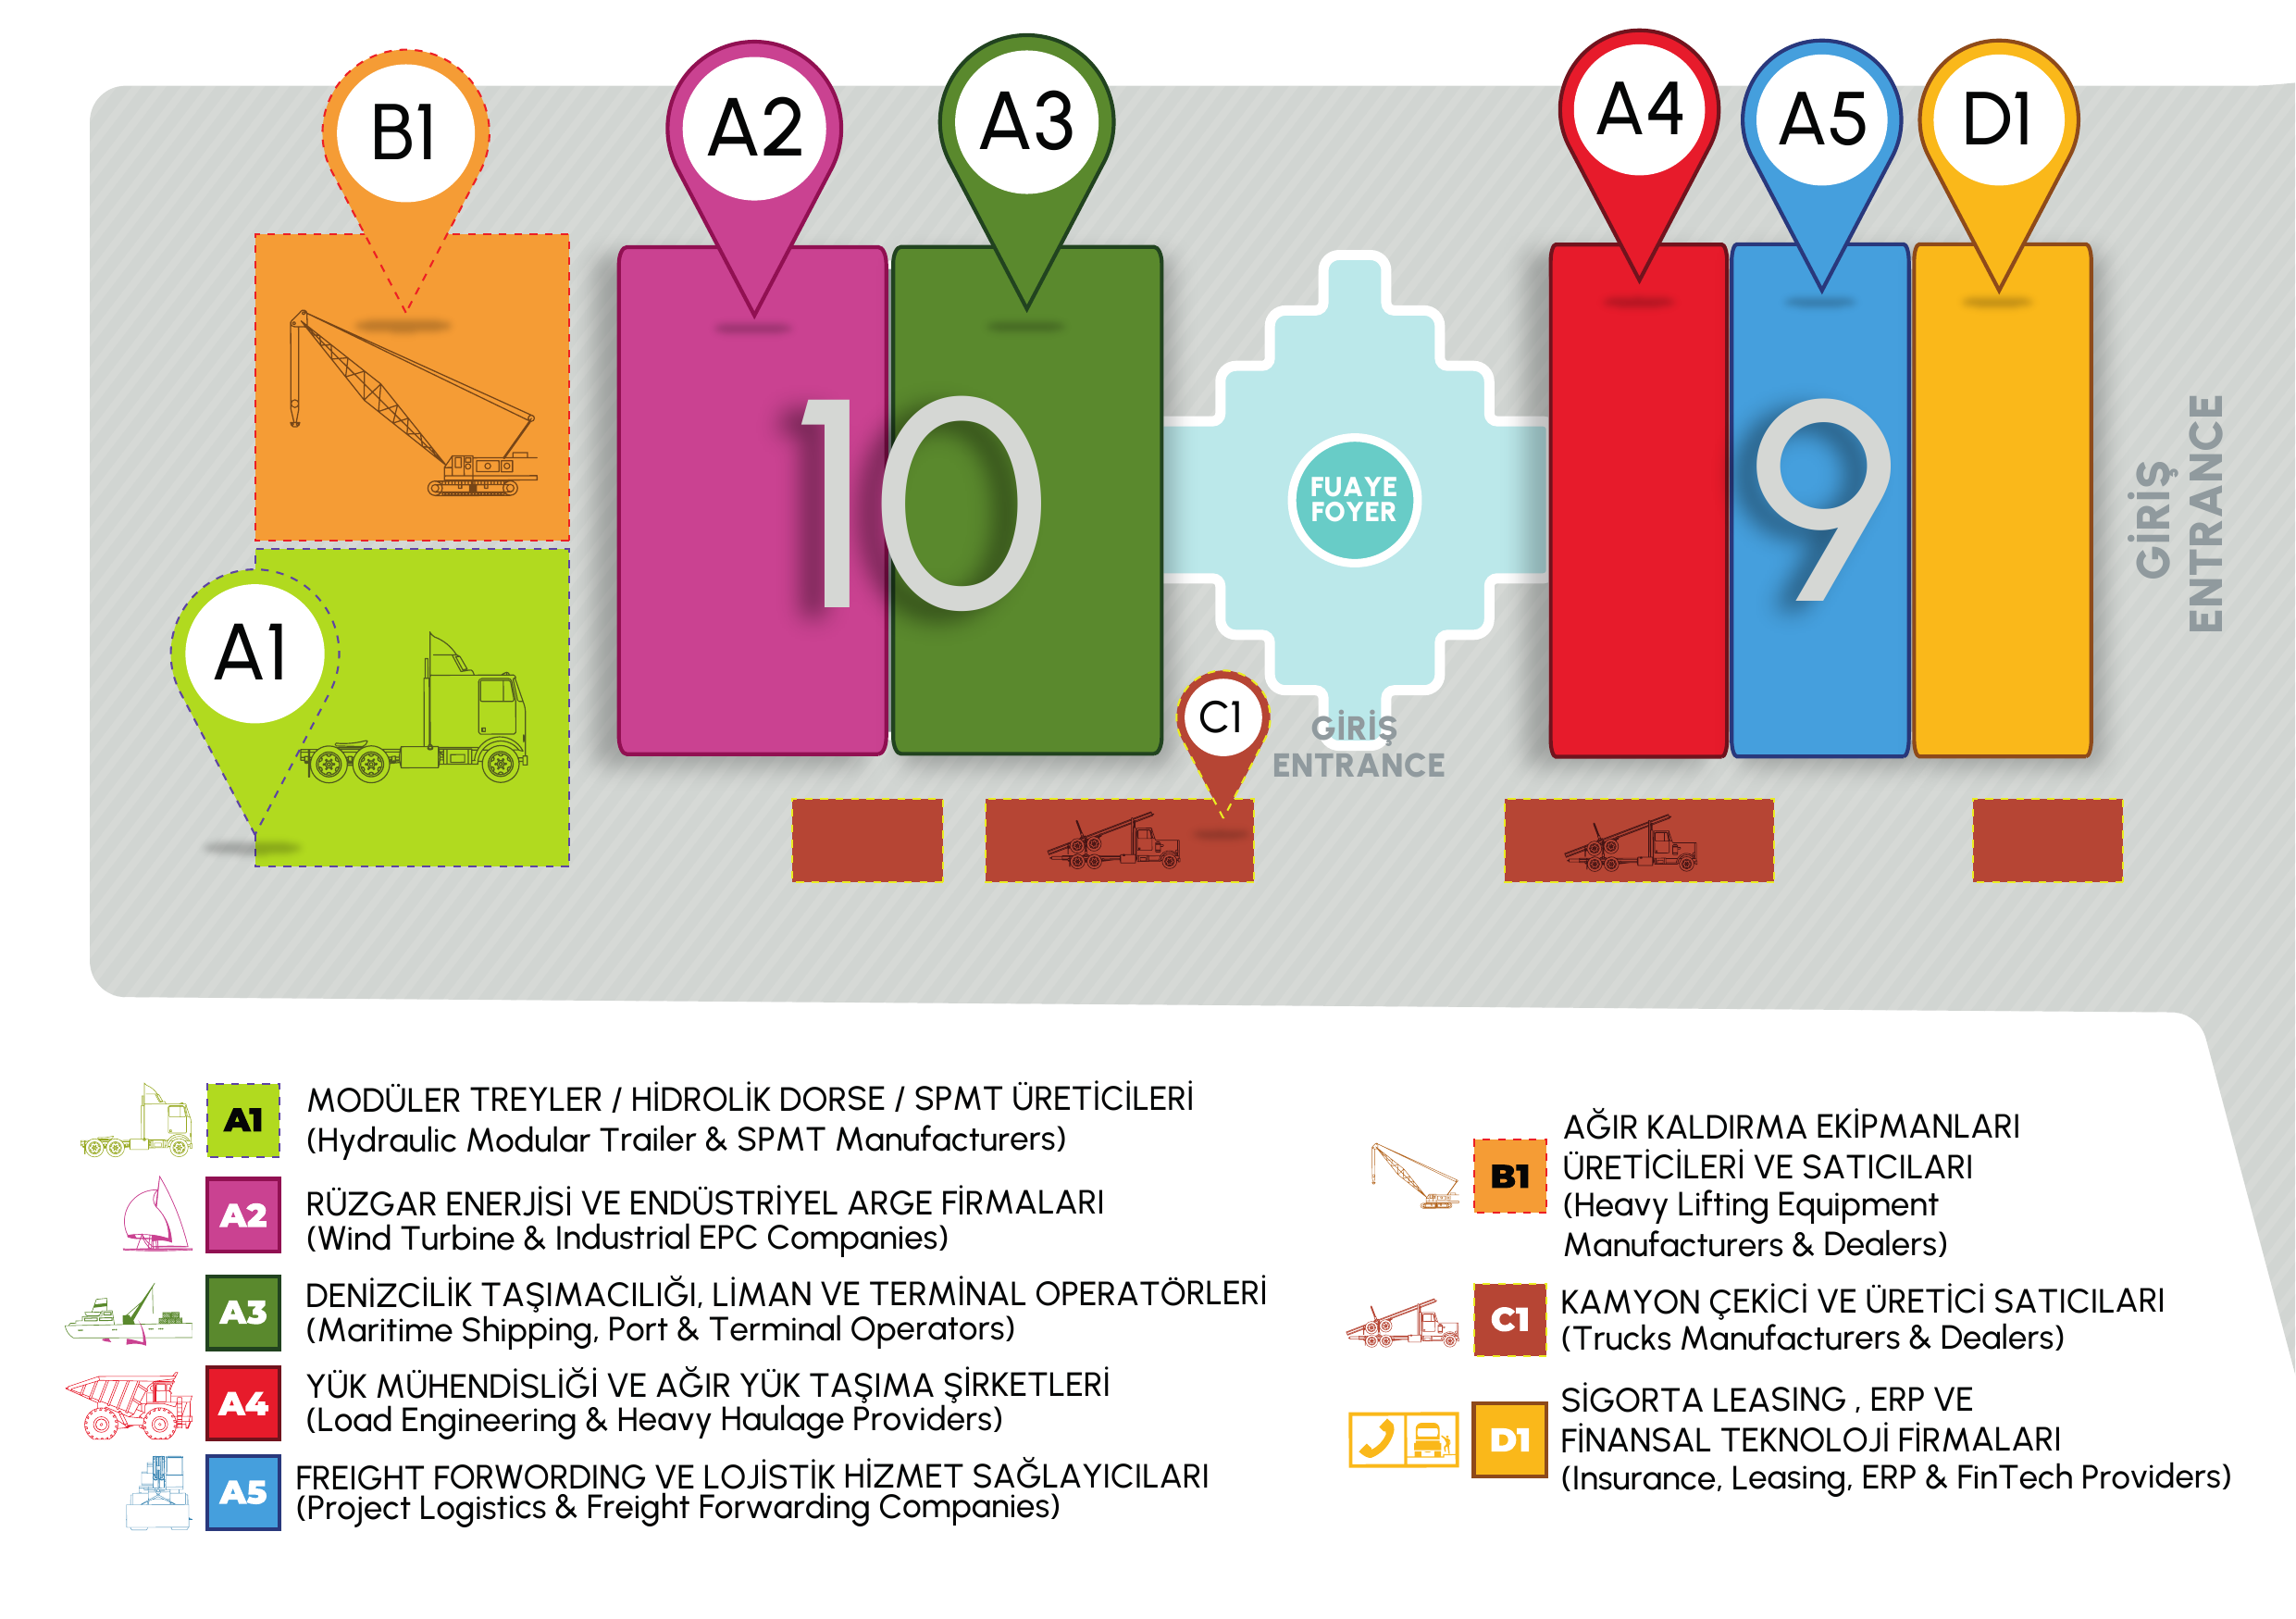 B1
A2
A3
A4
A5
D1
10
9
FUAYE
FOYER
GİRİŞ
ENTRANCE
A1
C1
GİRİŞ
ENTRANCE
A1
MODÜLER TREYLER / HİDROLİK DORSE / SPMT ÜRETİCİLERİ
(Hydraulic Modular Trailer & SPMT Manufacturers)
A2
RÜZGAR ENERJİSİ VE ENDÜSTRİYEL ARGE FİRMALARI
(Wind Turbine & Industrial EPC Companies)
A3
DENİZCİLİK TAŞIMACILIĞI, LİMAN VE TERMİNAL OPERATÖRLERİ
(Maritime Shipping, Port & Terminal Operators)
A4
YÜK MÜHENDİSLİĞİ VE AĞIR YÜK TAŞIMA ŞİRKETLERİ
(Load Engineering & Heavy Haulage Providers)
A5
FREIGHT FORWORDING VE LOJİSTİK HİZMET SAĞLAYICILARI
(Project Logistics & Freight Forwarding Companies)
B1
AĞIR KALDIRMA EKİPMANLARI
ÜRETİCİLERİ VE SATICILARI
(Heavy Lifting Equipment
Manufacturers & Dealers)
C1
KAMYON ÇEKİCİ VE ÜRETİCİ SATICILARI
(Trucks Manufacturers & Dealers)
D1
SİGORTA LEASING , ERP VE
FİNANSAL TEKNOLOJİ FİRMALARI
(Insurance, Leasing, ERP & FinTech Providers)